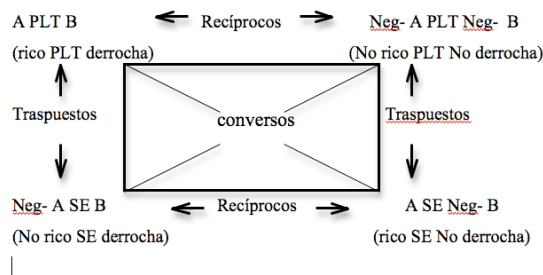 A PLT B Recíprocos Neg- A PLT Neg- B
(rico PLT derrocha) (No rico PLT No derrocha)
Traspuestos conversos Traspuestos
Neg- A SE B Recíprocos A SE Neg- B
(No rico SE derrocha) (rico SE No derrocha)